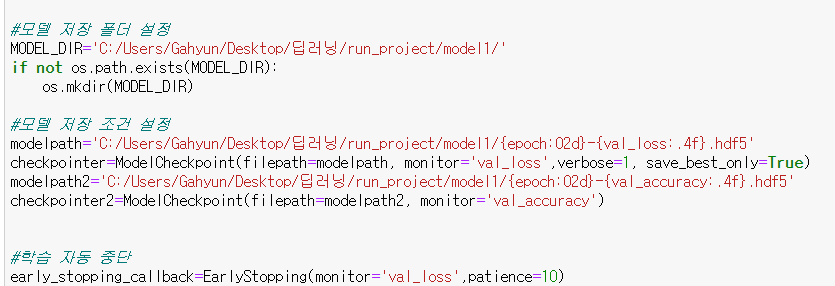 #모델 저장 폴더 설정
MODEL_DIR='C:/Users/Gahyun/Desktop/딥러닝/run_project/model1/'
if not os.path.exists(MODEL_DIR):
    os.mkdir(MODEL_DIR)
#모델 저장 조건 설정
modelpath='C:/Users/Gahyun/Desktop/딥러닝/run_project/model1/{epoch:02d}-{val_loss:.4f}.hdf5'
checkpointer=ModelCheckpoint(filepath=modelpath, monitor='val_loss',verbose=1, save_best_only=True)
modelpath2='C:/Users/Gahyun/Desktop/딥러닝/run_project/model1/{epoch:02d}-{val_accuracy:.4f}.hdf5'
checkpointer2=ModelCheckpoint(filepath=modelpath2, monitor='val_accuracy')
#학습 자동 중단
early_stopping_callback=EarlyStopping(monitor='val_loss',patience=10)